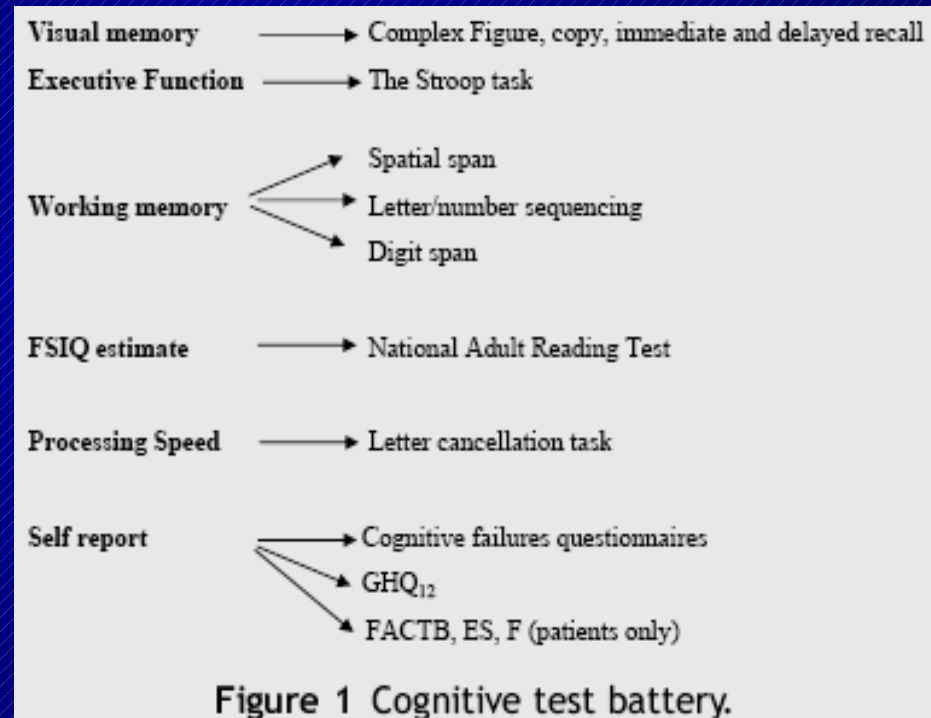 Visual memory Complex Figure, copy, immediate and delayed recall
Executive Function The Stroop task
Spatial span
Working memory Letter/number sequencing
Digit span
FSIQ estimate National Adult Reading Test
Processing Speed Letter cancellation task
Self report Cognitive failures questionnaires
GHQ₁₂
FACTB, ES, F (patients only)
Figure 1 Cognitive test battery.